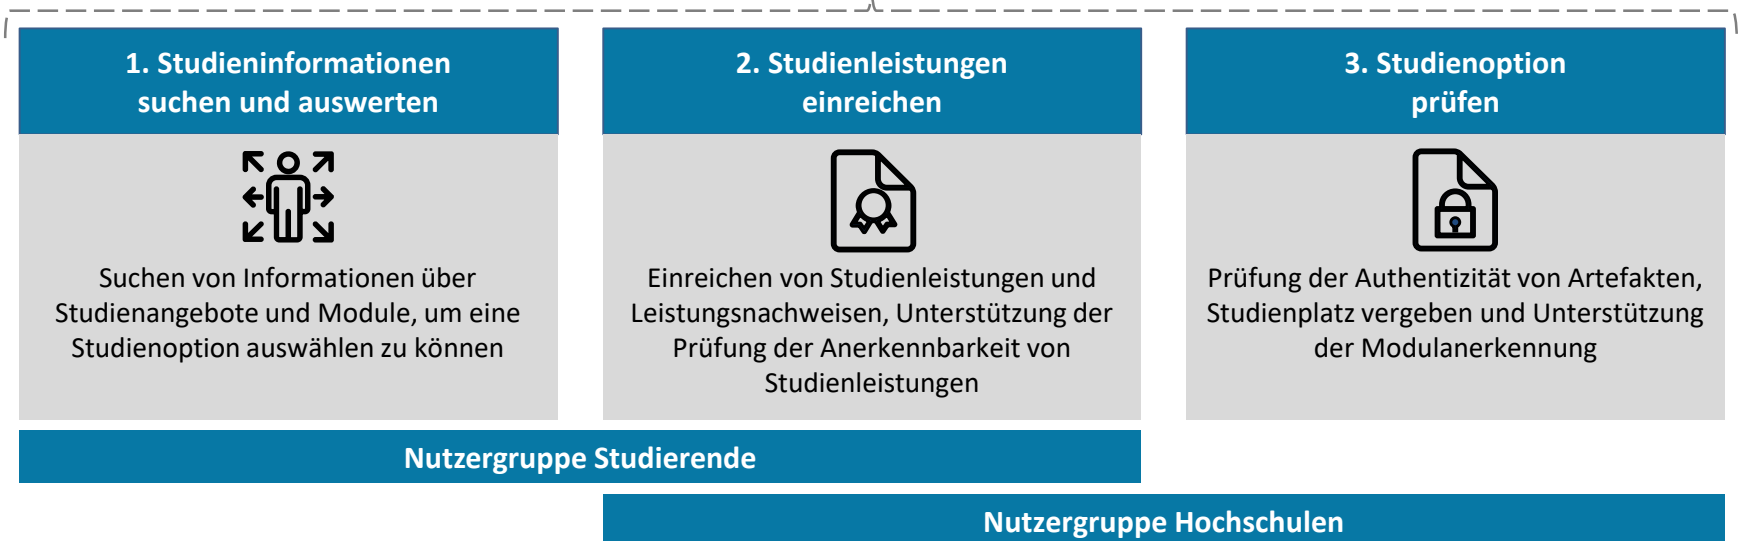 1. Studieninformationen
suchen und auswerten
Suchen von Informationen über
Studienangebote und Module, um eine
Studienoption auswählen zu können
2. Studienleistungen
einreichen
Einreichen von Studienleistungen und
Leistungsnachweisen, Unterstützung der
Prüfung der Anerkennbarkeit von
Studienleistungen
3. Studienoption
prüfen
Prüfung der Authentizität von Artefakten,
Studienplatz vergeben und Unterstützung
der Modulanerkennung
Nutzergruppe Studierende
Nutzergruppe Hochschulen